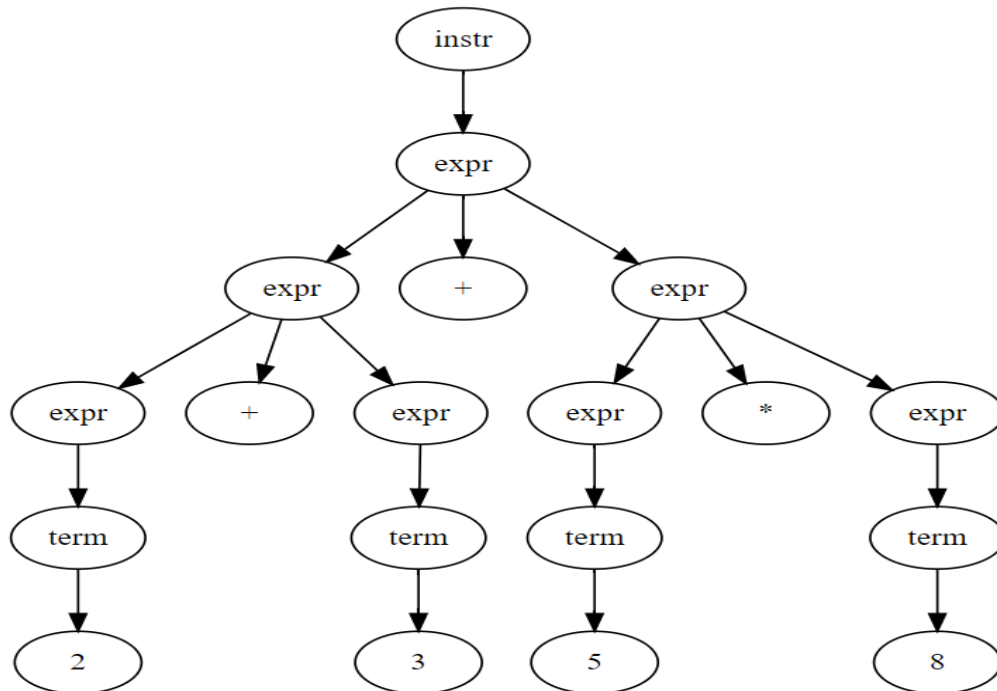 instr
expr
expr + expr
expr + expr expr * expr
term term term term
2 3 5 8